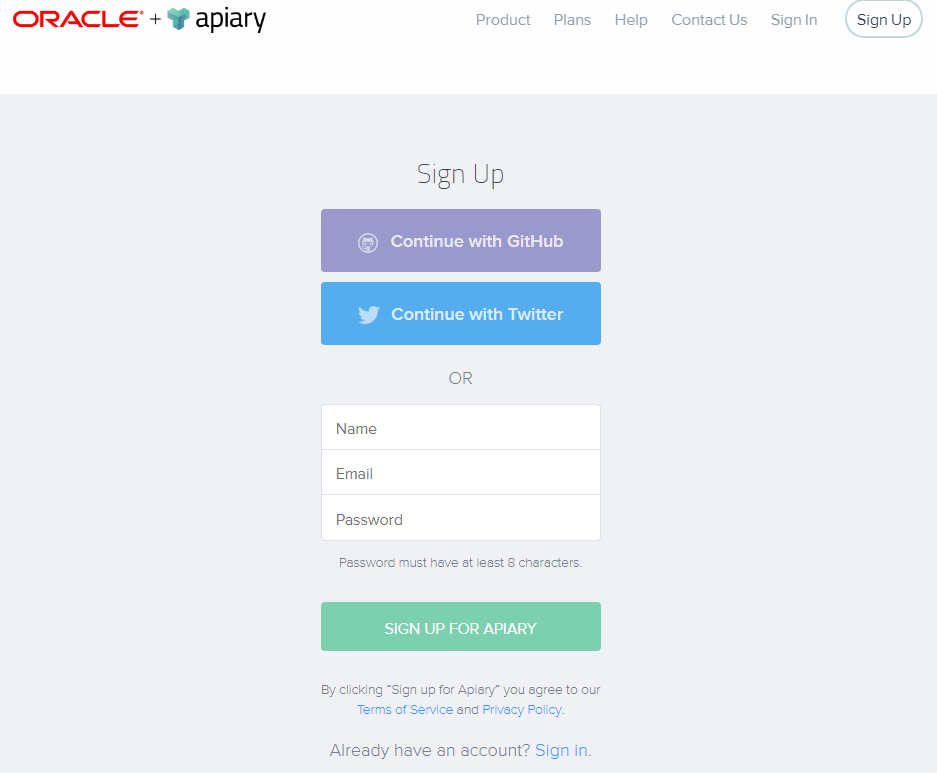 ORACLE + apiary
Product Plans Help Contact Us Sign In Sign Up
Sign Up
Continue with GitHub
Continue with Twitter
OR
Name
Email
Password
Password must have at least 8 characters.
SIGN UP FOR APIARY
By clicking "Sign up for Apiary" you agree to our
Terms of Service and Privacy Policy.
Already have an account? Sign in.